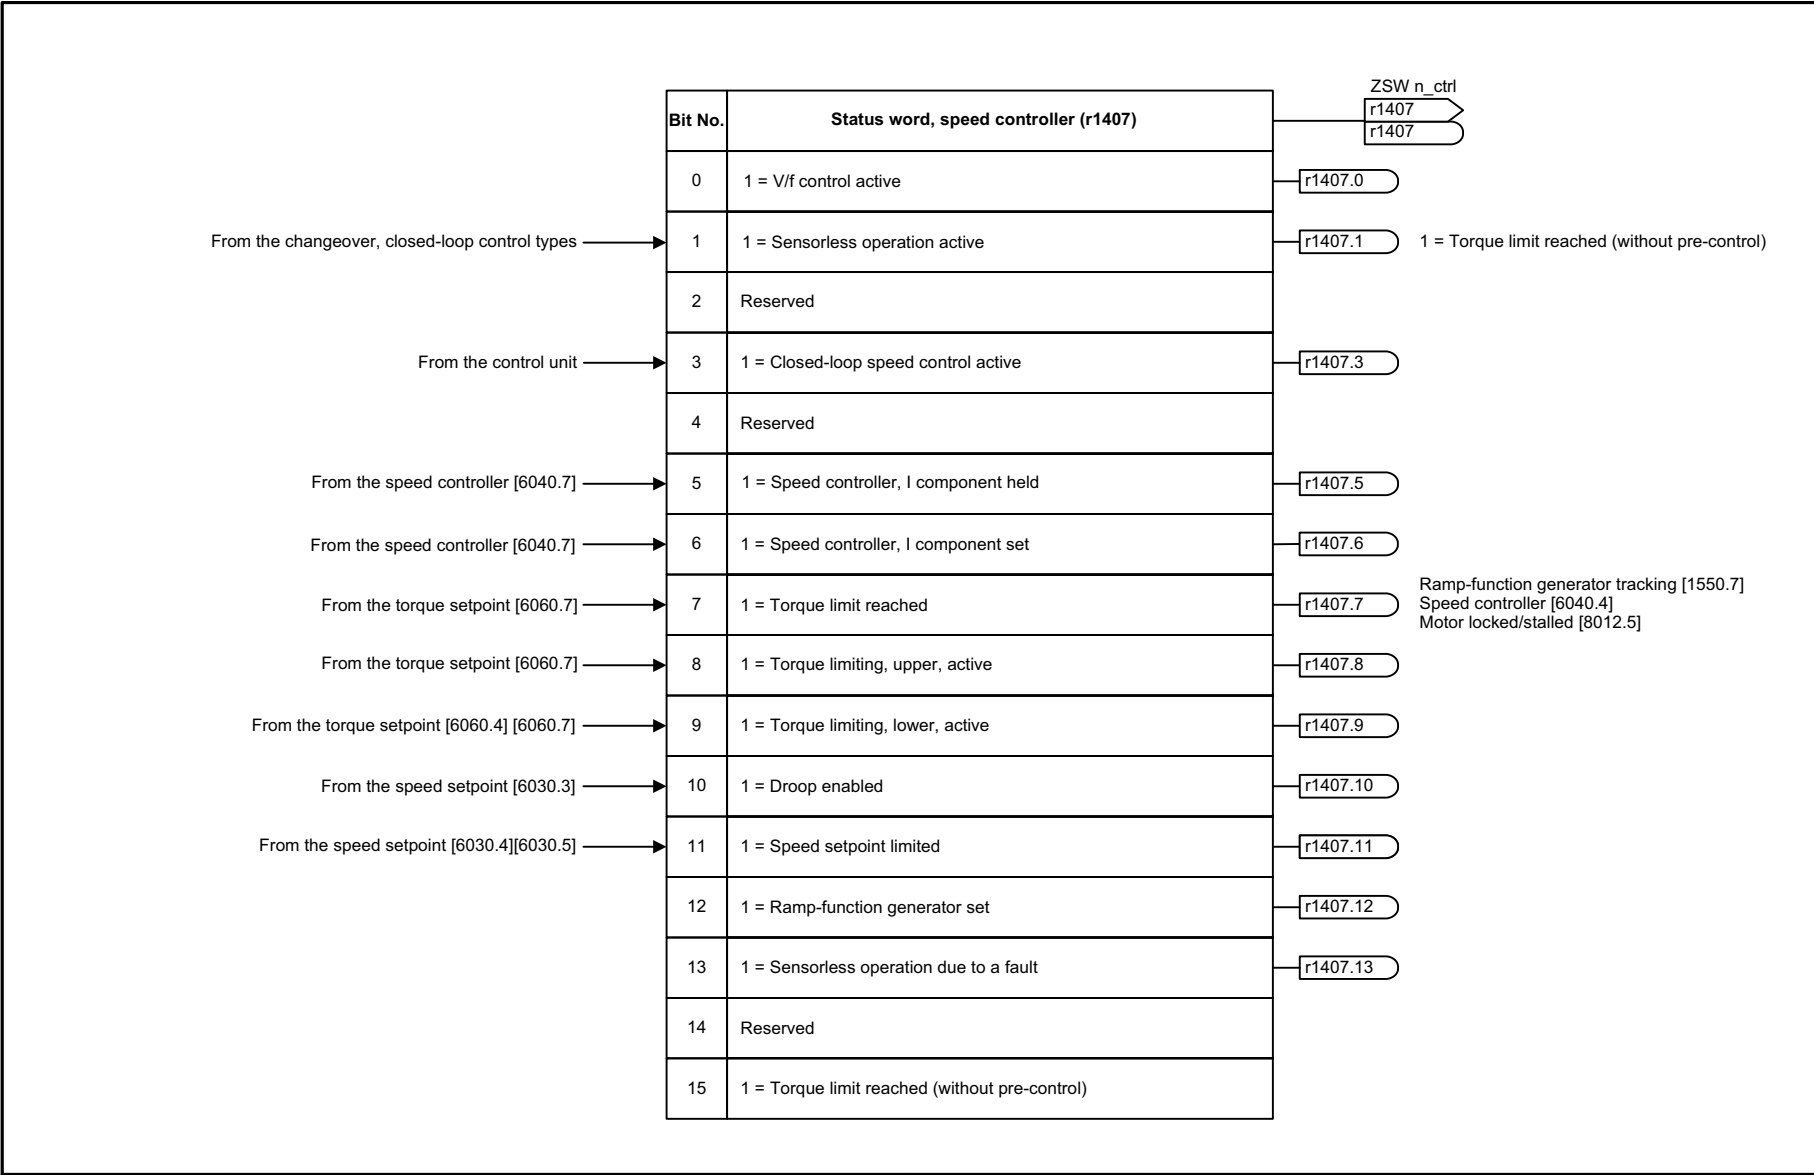 ZSW n_ctrl
Bit No. Status word, speed controller (r1407) r1407
r1407
0 1 = V/f control active r1407.0
From the changeover, closed-loop control types 1 1 = Sensorless operation active r1407.1 1 = Torque limit reached (without pre-control)
2 Reserved
From the control unit 3 1 = Closed-loop speed control active r1407.3
4 Reserved
From the speed controller [6040.7] 5 1 = Speed controller, I component held r1407.5
From the speed controller [6040.7] 6 1 = Speed controller, I component set r1407.6
From the torque setpoint [6060.7] 7 1 = Torque limit reached r1407.7
Ramp-function generator tracking [1550.7]
Speed controller [6040.4]
Motor locked/stalled [8012.5]
From the torque setpoint [6060.7] 8 1 = Torque limiting, upper, active r1407.8
From the torque setpoint [6060.4] [6060.7] 9 1 = Torque limiting, lower, active r1407.9
From the speed setpoint [6030.3] 10 1 = Droop enabled r1407.10
From the speed setpoint [6030.4][6030.5] 11 1 = Speed setpoint limited r1407.11
12 1 = Ramp-function generator set r1407.12
13 1 = Sensorless operation due to a fault r1407.13
14 Reserved
15 1 = Torque limit reached (without pre-control)